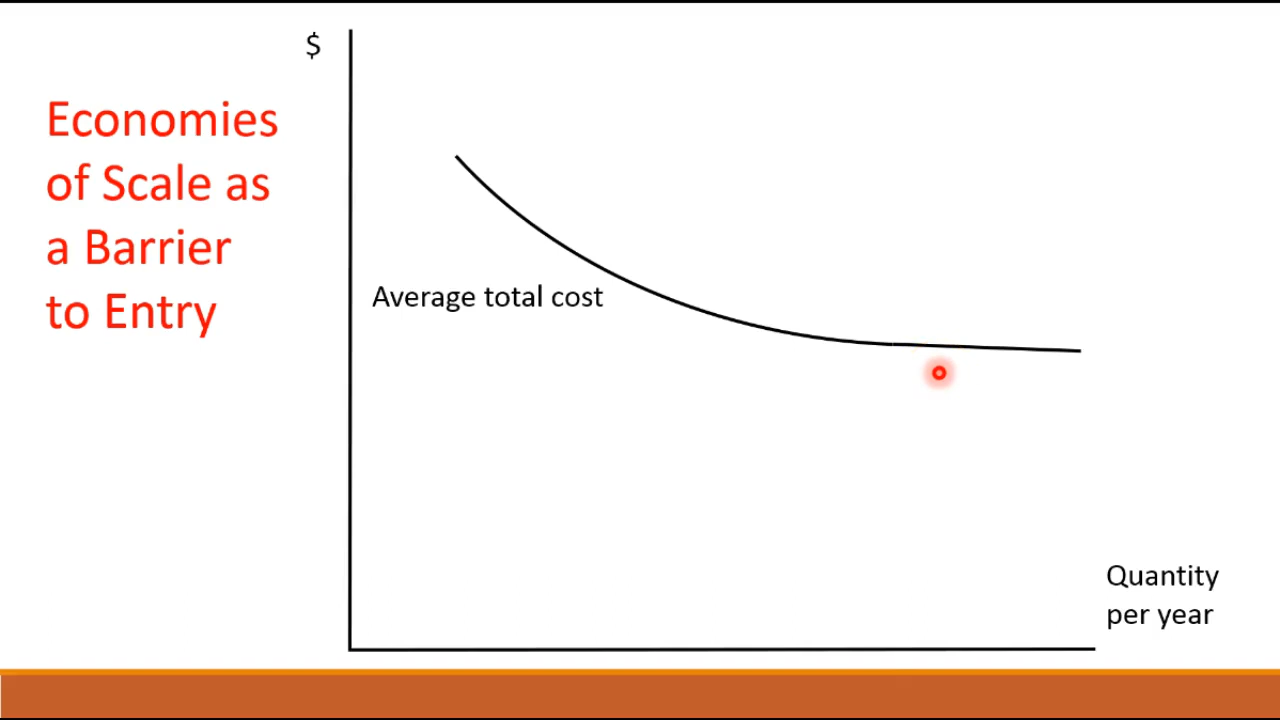 $
Economies
of Scale as
a Barrier
to Entry
Average total cost
Quantity
per year